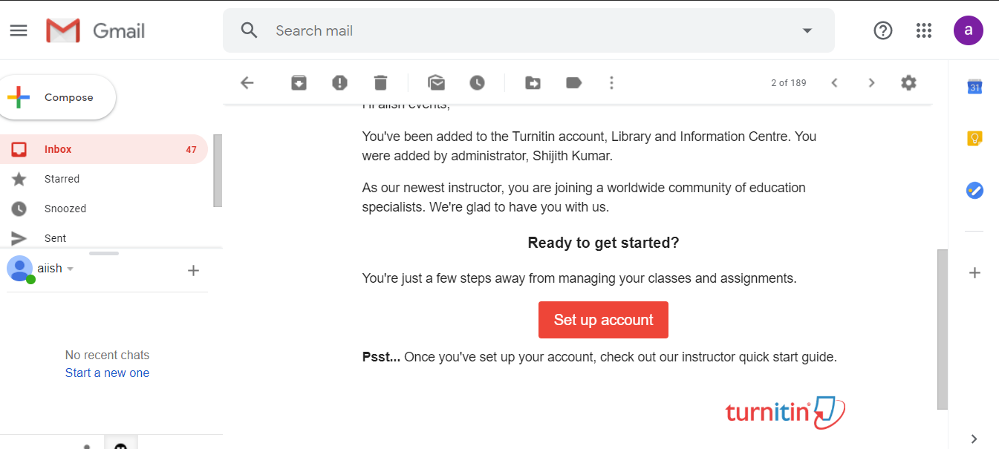 Gmail
Search mail
a
Compose
2 of 189
31
Inbox 47
Starred
Snoozed
Sent
aiish
No recent chats
Start a new one
Hi aiish events,
You've been added to the Turnitin account, Library and Information Centre. You
were added by administrator, Shijith Kumar.
As our newest instructor, you are joining a worldwide community of education
specialists. We're glad to have you with us.
Ready to get started?
You're just a few steps away from managing your classes and assignments.
Set up account
Psst... Once you've set up your account, check out our instructor quick start guide.
turnitin